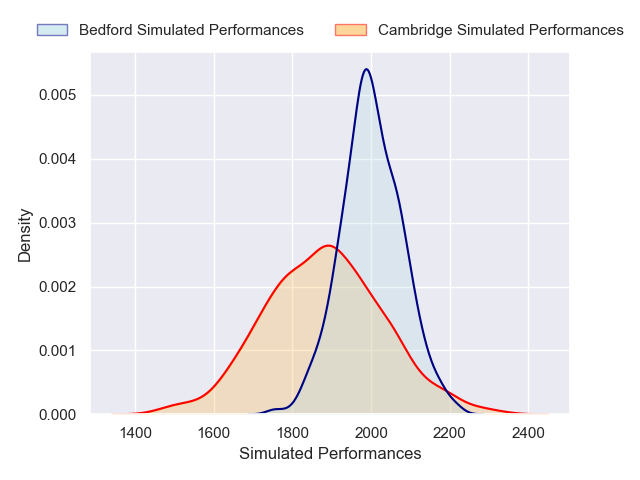 Bedford Simulated Performances Cambridge Simulated Performances
0.005
0.004
0.003
0.002
0.001
0.000
Density
1400 1600 1800 2000 2200 2400
Simulated Performances